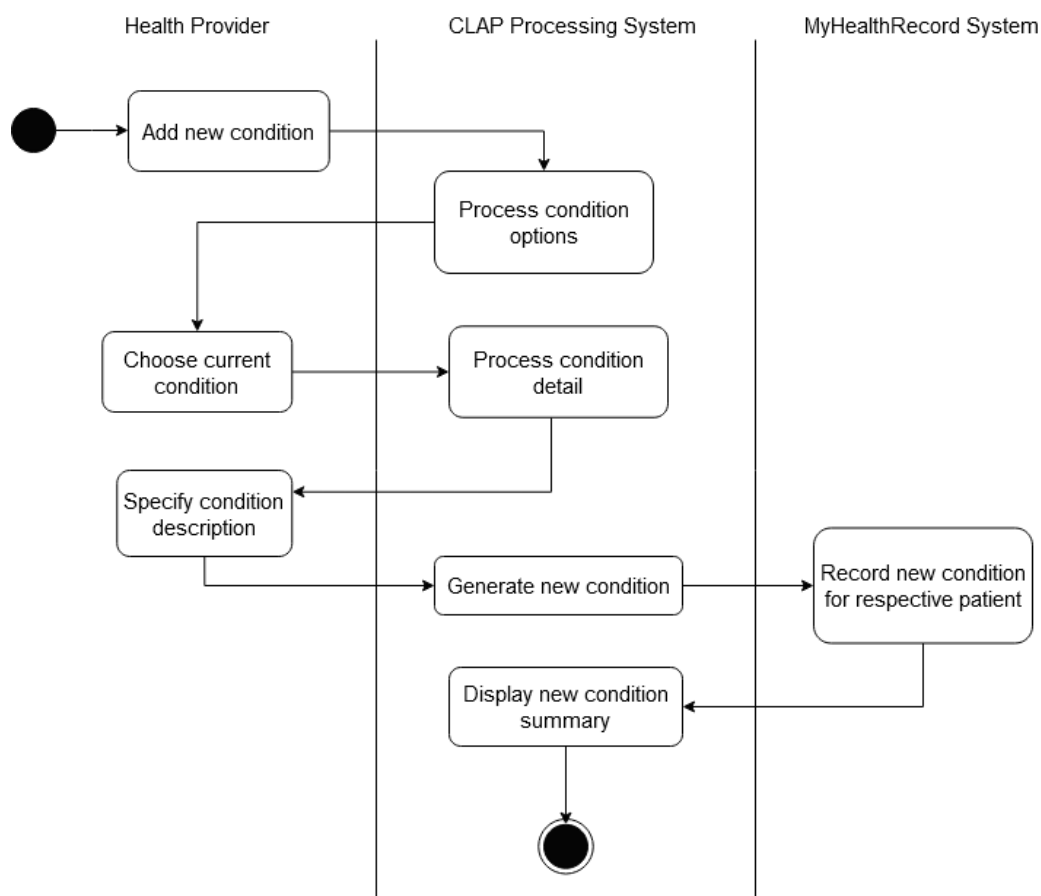 Health Provider
CLAP Processing System
MyHealthRecord System
Add new condition
Process condition
options
Choose current
condition
Process condition
detail
Specify condition
description
Generate new condition
Record new condition
for respective patient
Display new condition
summary